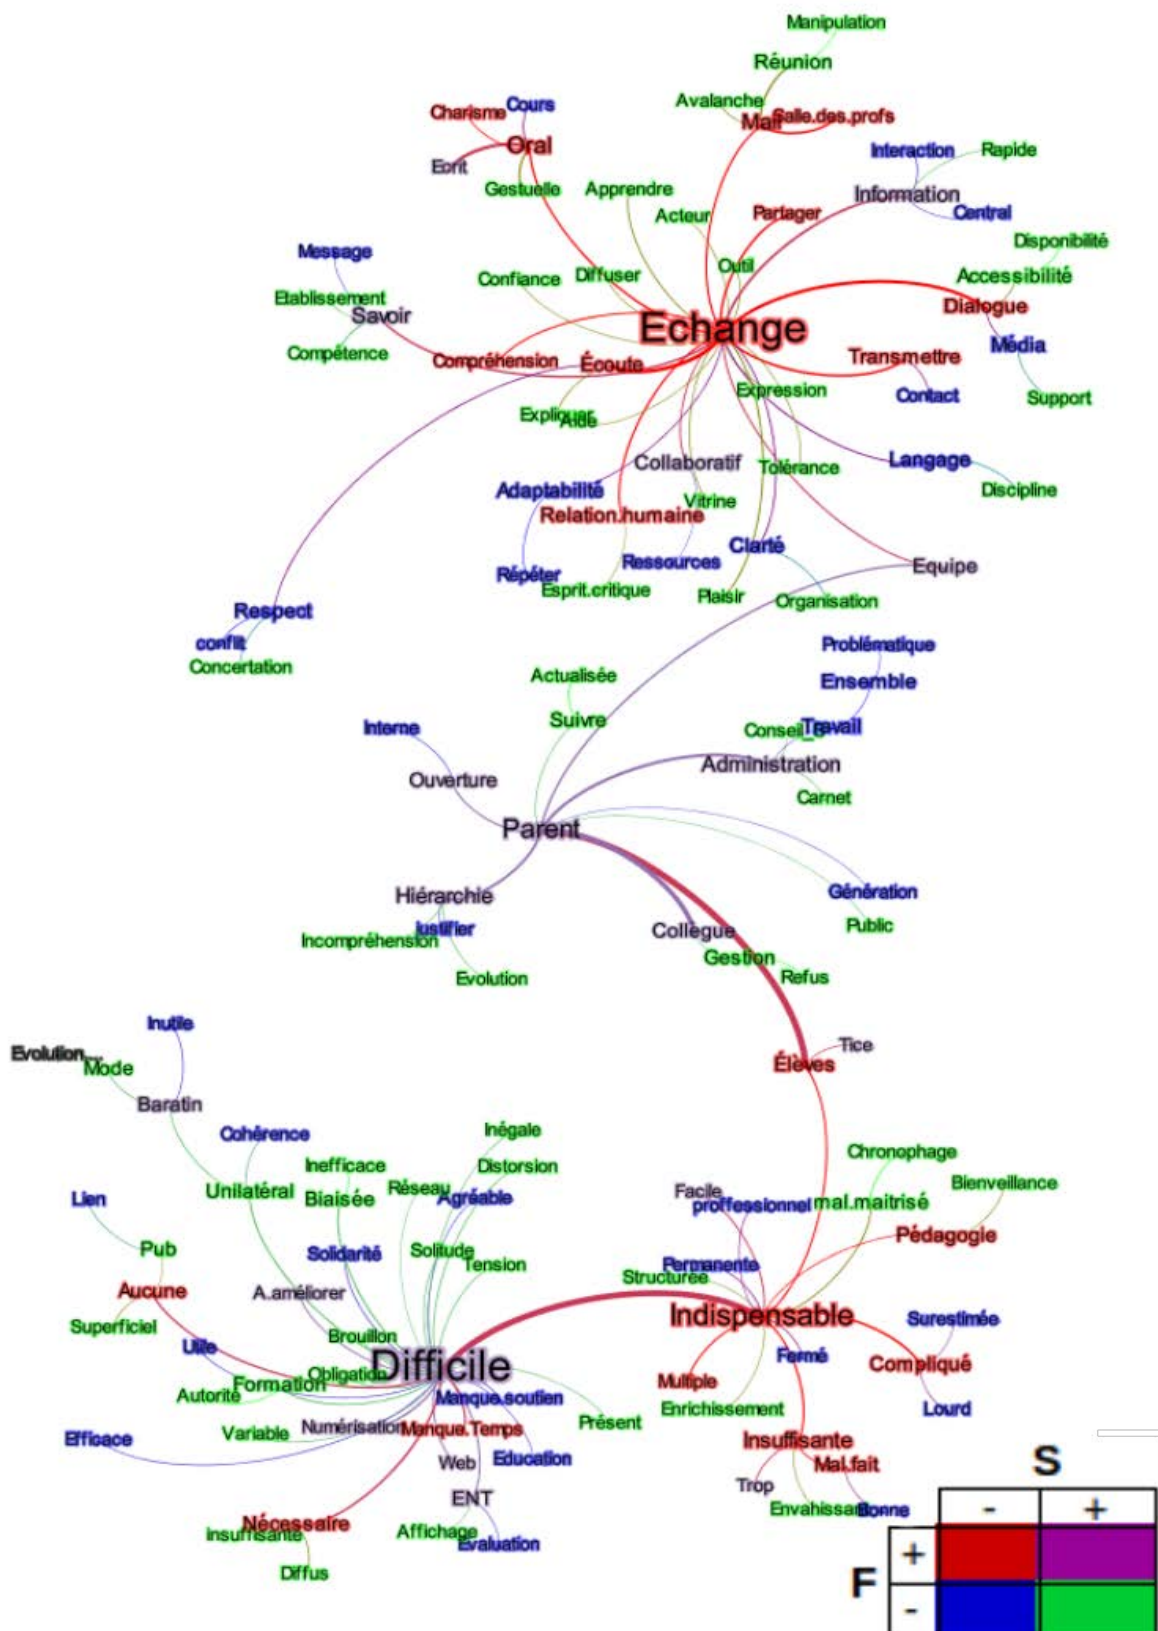 Manipulation
Réunion
Avalanche
Mail
Salle.des.profs
Charisme
Cours
Oral
Ecrit
Gestuelle
Interaction
Rapide
Information
Central
Apprendre
Acteur
Partager
Disponibilité
Message
Confiance
Diffuser
Outil
Accessibilité
Etablissement
Savoir
Dialogue
Echange
Compétence
Compréhension
Écoute
Transmettre
Média
Expression
Contact
Support
Expliquer
Aide
Collaboratif
Tolérance
Langage
Adaptabilité
Vitrine
Discipline
Relation.humaine
Clarté
Répéter
Ressources
Equipe
Esprit.critique
Plaisir
Organisation
Respect
conflit
Concertation
Problématique
Actualisée
Ensemble
Suivre
Interne
Travail
Administration
Ouverture
Carnet
Parent
Hiérarchie
Génération
justifier
Collègue
Public
Incompréhension
Gestion
Evolution
Refus
Inutile
Evolution...
Mode
Élèves
Tice
Baratin
Cohérence
Inégale
Inefficace
Distorsion
Chronophage
Unilatéral
Biaisée
Réseau
Agréable
Facile
proffessionnel
mal.maitrisé
Bienveillance
Lien
Pub
Solidarité
Solitude
Tension
Permanente
Structurée
Pédagogie
Aucune
A.améliorer
Indispensable
Surestimée
Superficiel
Brouillon
Utile
Difficile
Fermé
Compliqué
Obligation
Formation
Autorité
Manque.soutien
Multiple
Enrichissement
Lourd
Variable
Numérisation
Manque.Temps
Présent
Efficace
Web
Education
Insuffisante
Mal.fait
Trop
ENT
Envahissant
Bonne
Nécessaire
insuffisante
Affichage
Evaluation
Diffus
S
- +
F
+
-